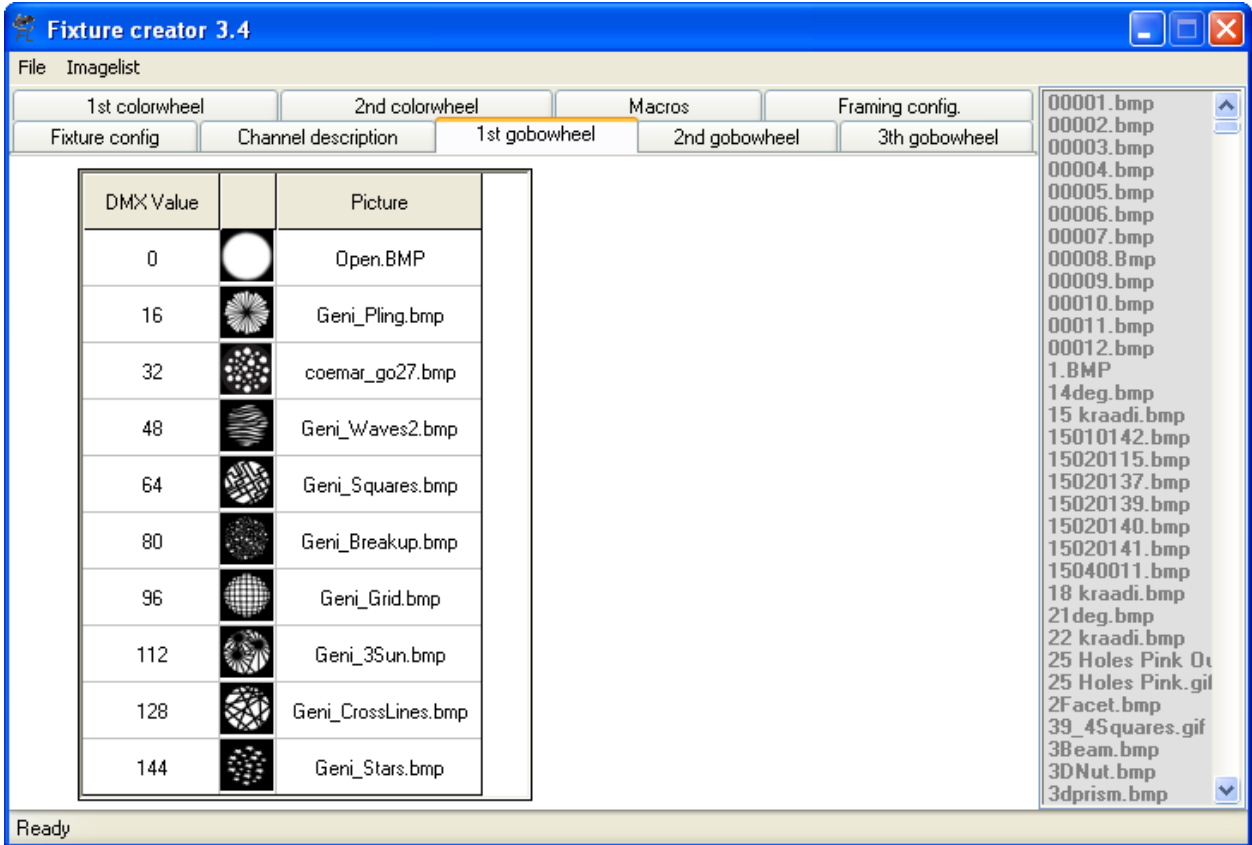 Fixture creator 3.4
File Imagelist
1st colorwheel 2nd colorwheel Macros Framing config.
Fixture config Channel description 1st gobowheel 2nd gobowheel 3th gobowheel
DMX Value Picture
0 Open.BMP
16 Geni_Pling.bmp
32 coemar_go27.bmp
48 Geni_Waves2.bmp
64 Geni_Squares.bmp
80 Geni_Breakup.bmp
96 Geni_Grid.bmp
112 Geni_3Sun.bmp
128 Geni_CrossLines.bmp
144 Geni_Stars.bmp
00001.bmp
00002.bmp
00003.bmp
00004.bmp
00005.bmp
00006.bmp
00007.bmp
00008.Bmp
00009.bmp
00010.bmp
00011.bmp
00012.bmp
1.BMP
14deg.bmp
15 kraadi.bmp
15010142.bmp
15020115.bmp
15020137.bmp
15020139.bmp
15020140.bmp
15020141.bmp
15040011.bmp
18 kraadi.bmp
21deg.bmp
22 kraadi.bmp
25 Holes Pink Ou
25 Holes Pink.gif
2Facet.bmp
39_4Squares.gif
3Beam.bmp
3DNut.bmp
3dprism.bmp
Ready